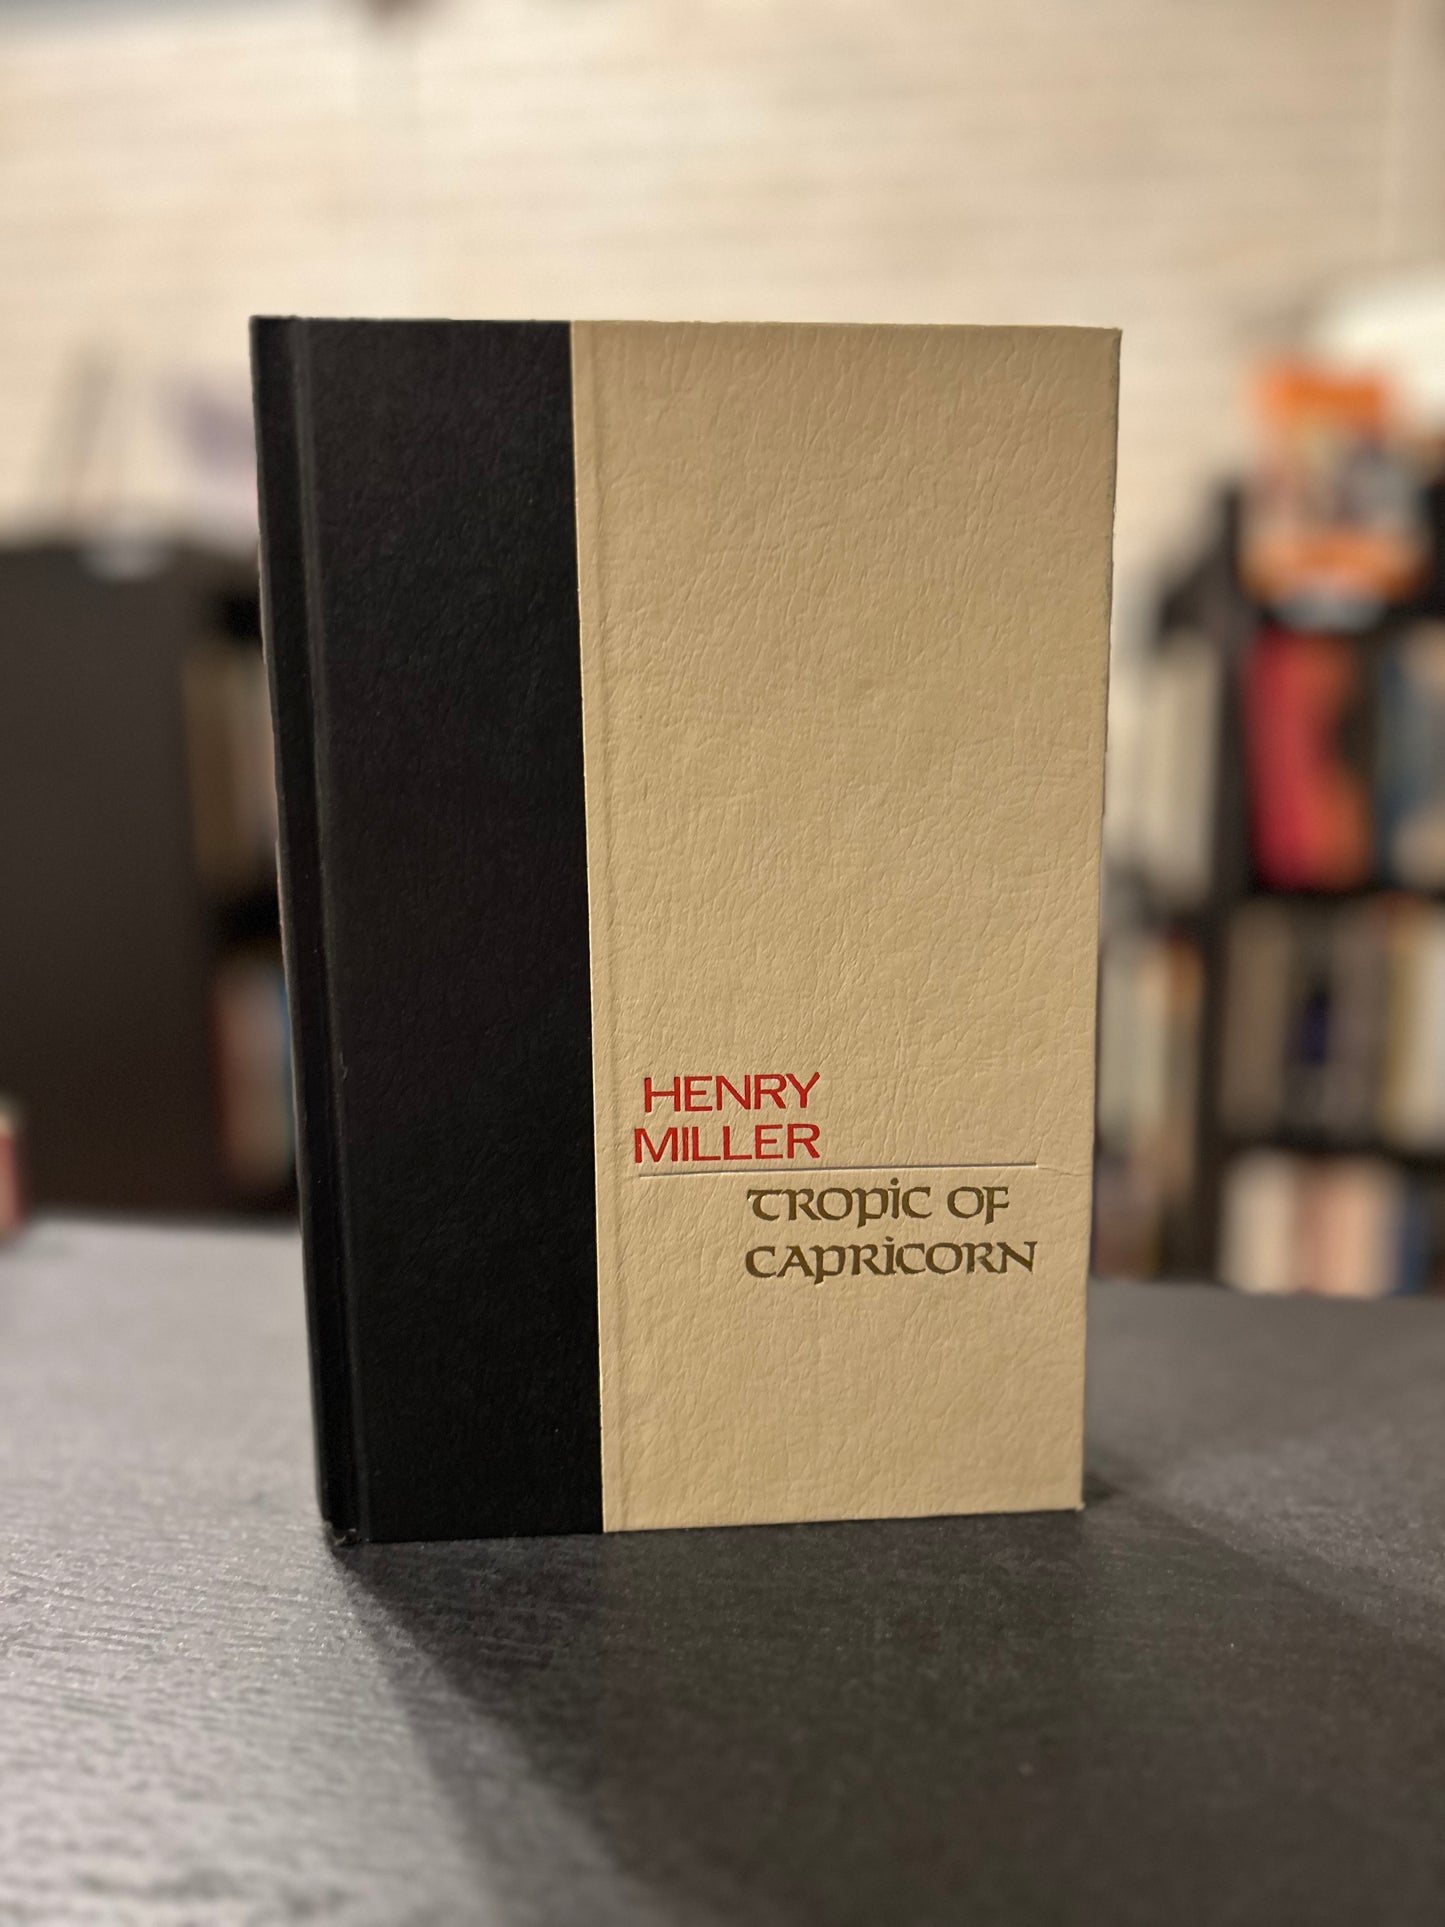 HENRY
MILLER
TROPIC OF
CAPRICORN